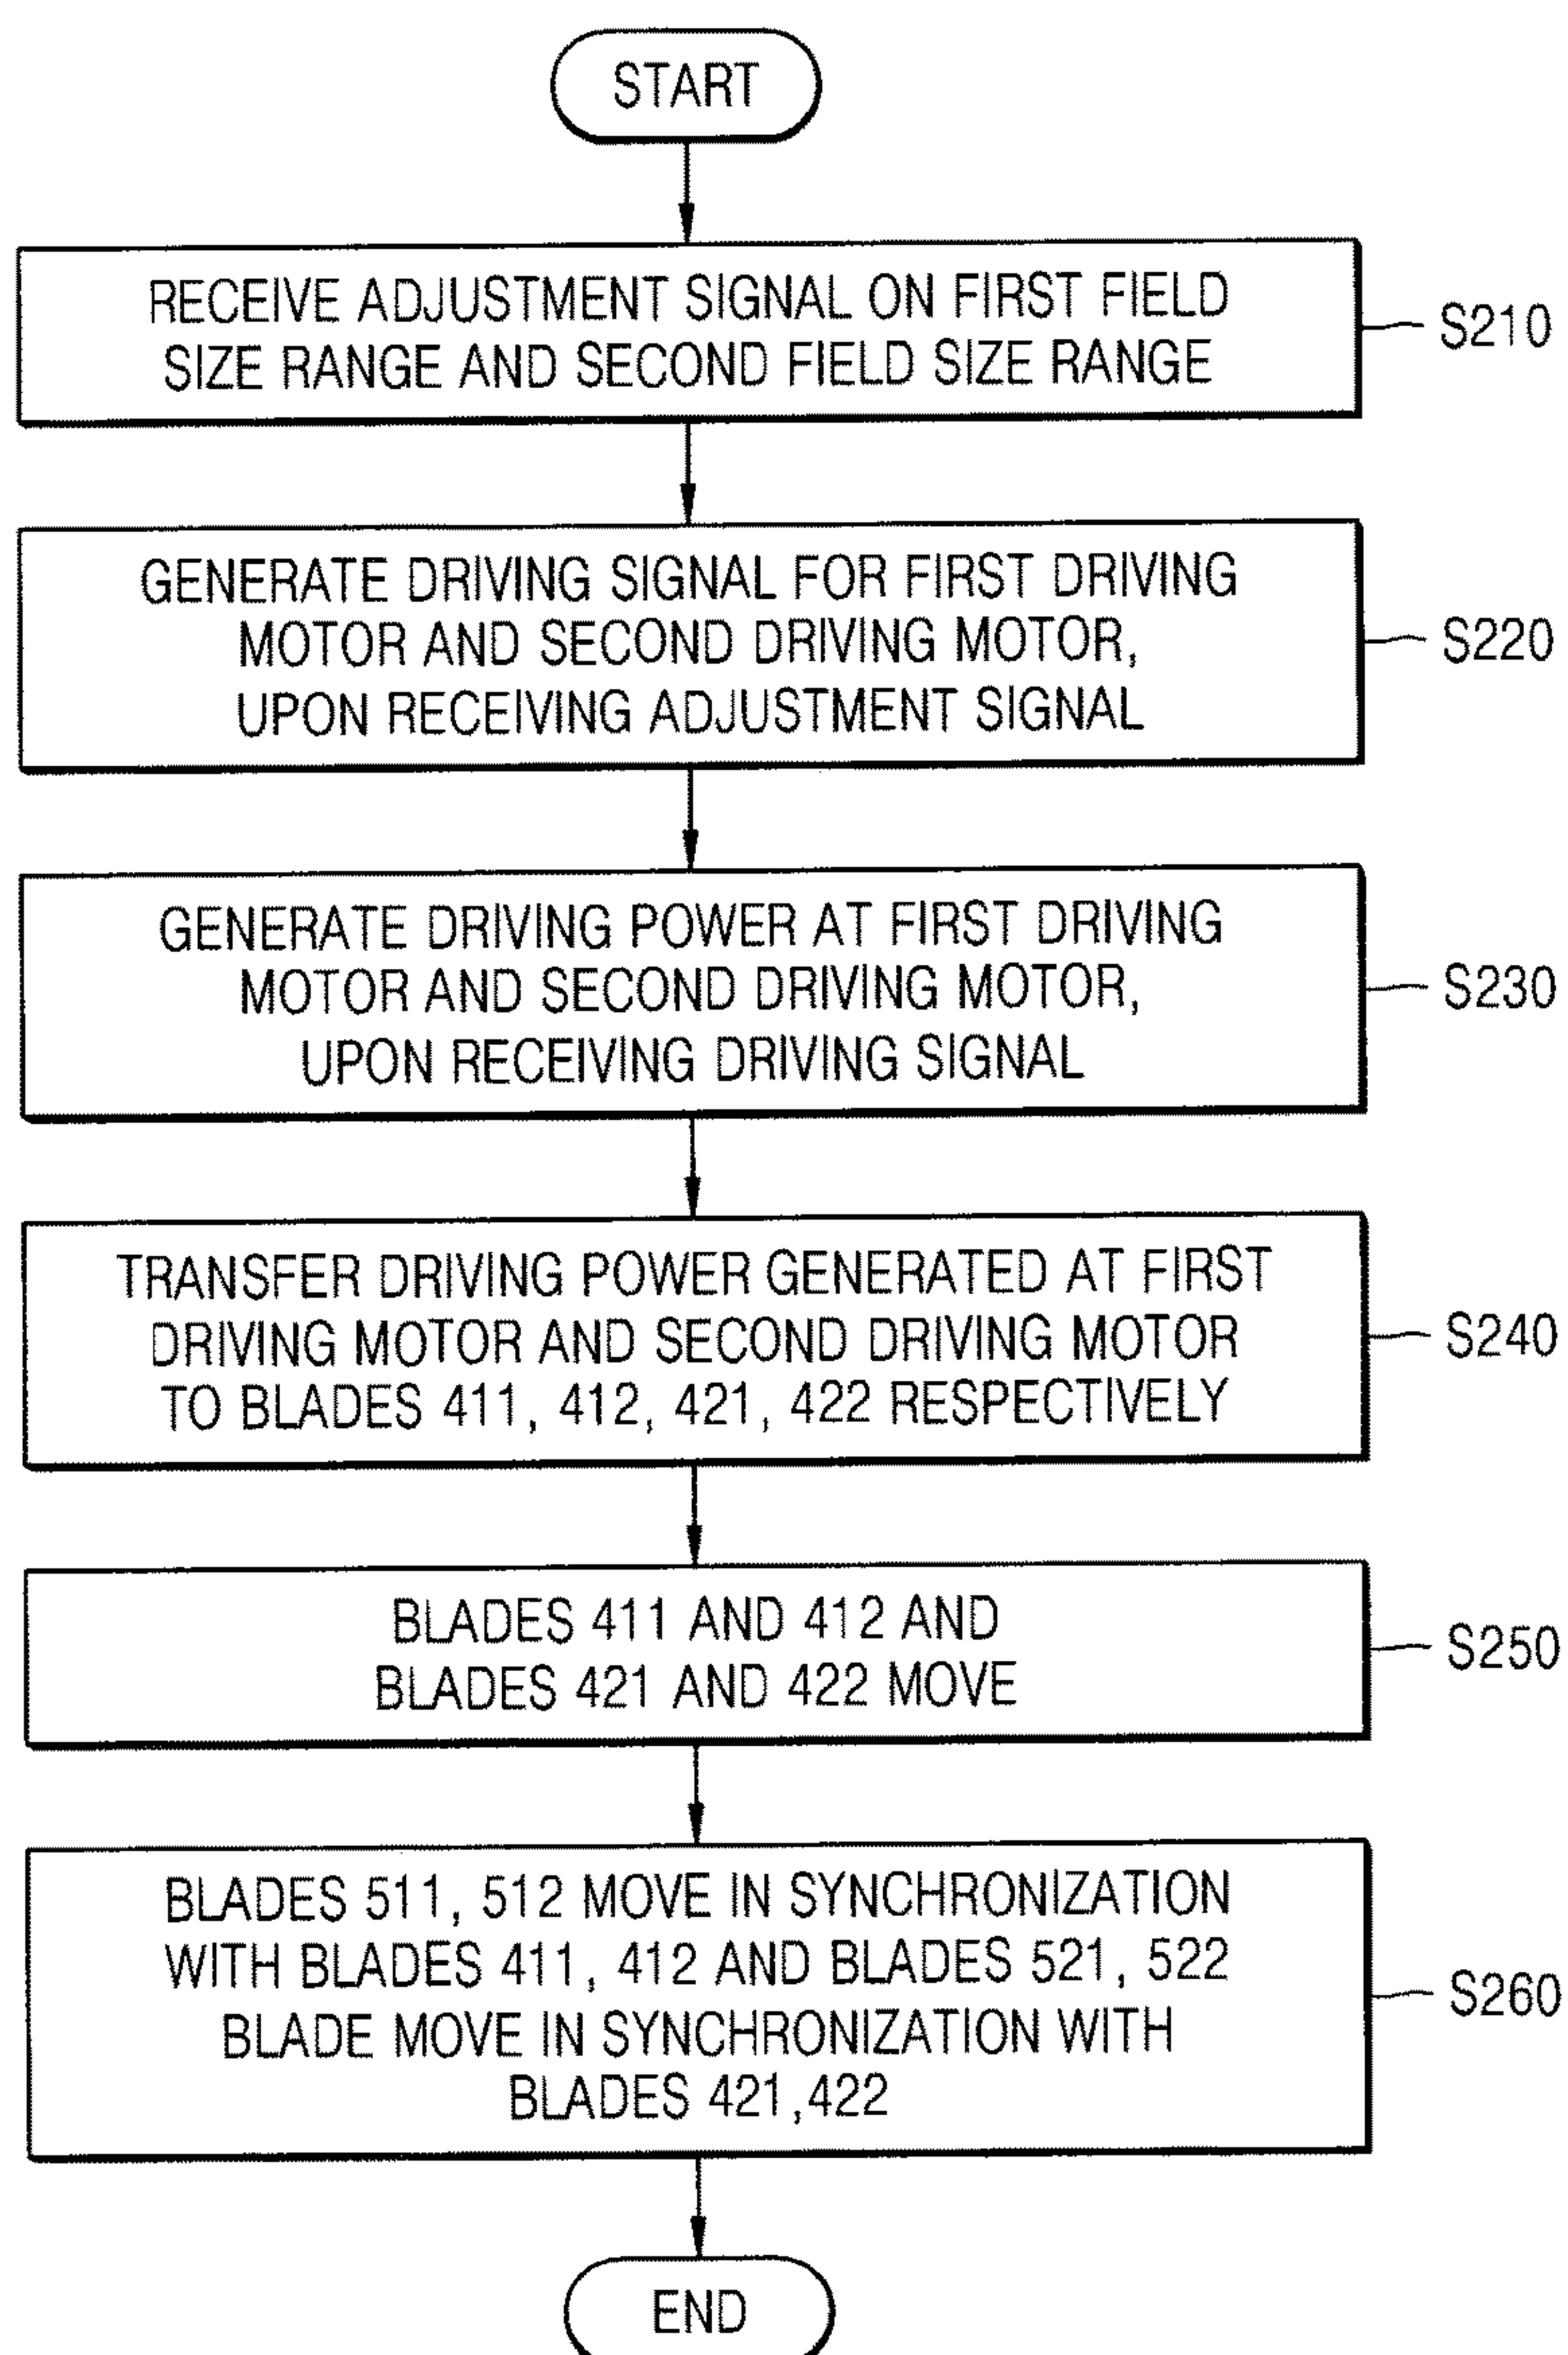 START
RECEIVE ADJUSTMENT SIGNAL ON FIRST FIELD
SIZE RANGE AND SECOND FIELD SIZE RANGE
S210
GENERATE DRIVING SIGNAL FOR FIRST DRIVING
MOTOR AND SECOND DRIVING MOTOR,
UPON RECEIVING ADJUSTMENT SIGNAL
S220
GENERATE DRIVING POWER AT FIRST DRIVING
MOTOR AND SECOND DRIVING MOTOR,
UPON RECEIVING DRIVING SIGNAL
S230
TRANSFER DRIVING POWER GENERATED AT FIRST
DRIVING MOTOR AND SECOND DRIVING MOTOR
TO BLADES 411, 412, 421, 422 RESPECTIVELY
S240
BLADES 411 AND 412 AND
BLADES 421 AND 422 MOVE
S250
BLADES 511, 512 MOVE IN SYNCHRONIZATION
WITH BLADES 411, 412 AND BLADES 521, 522
BLADE MOVE IN SYNCHRONIZATION WITH
BLADES 421,422
S260
END